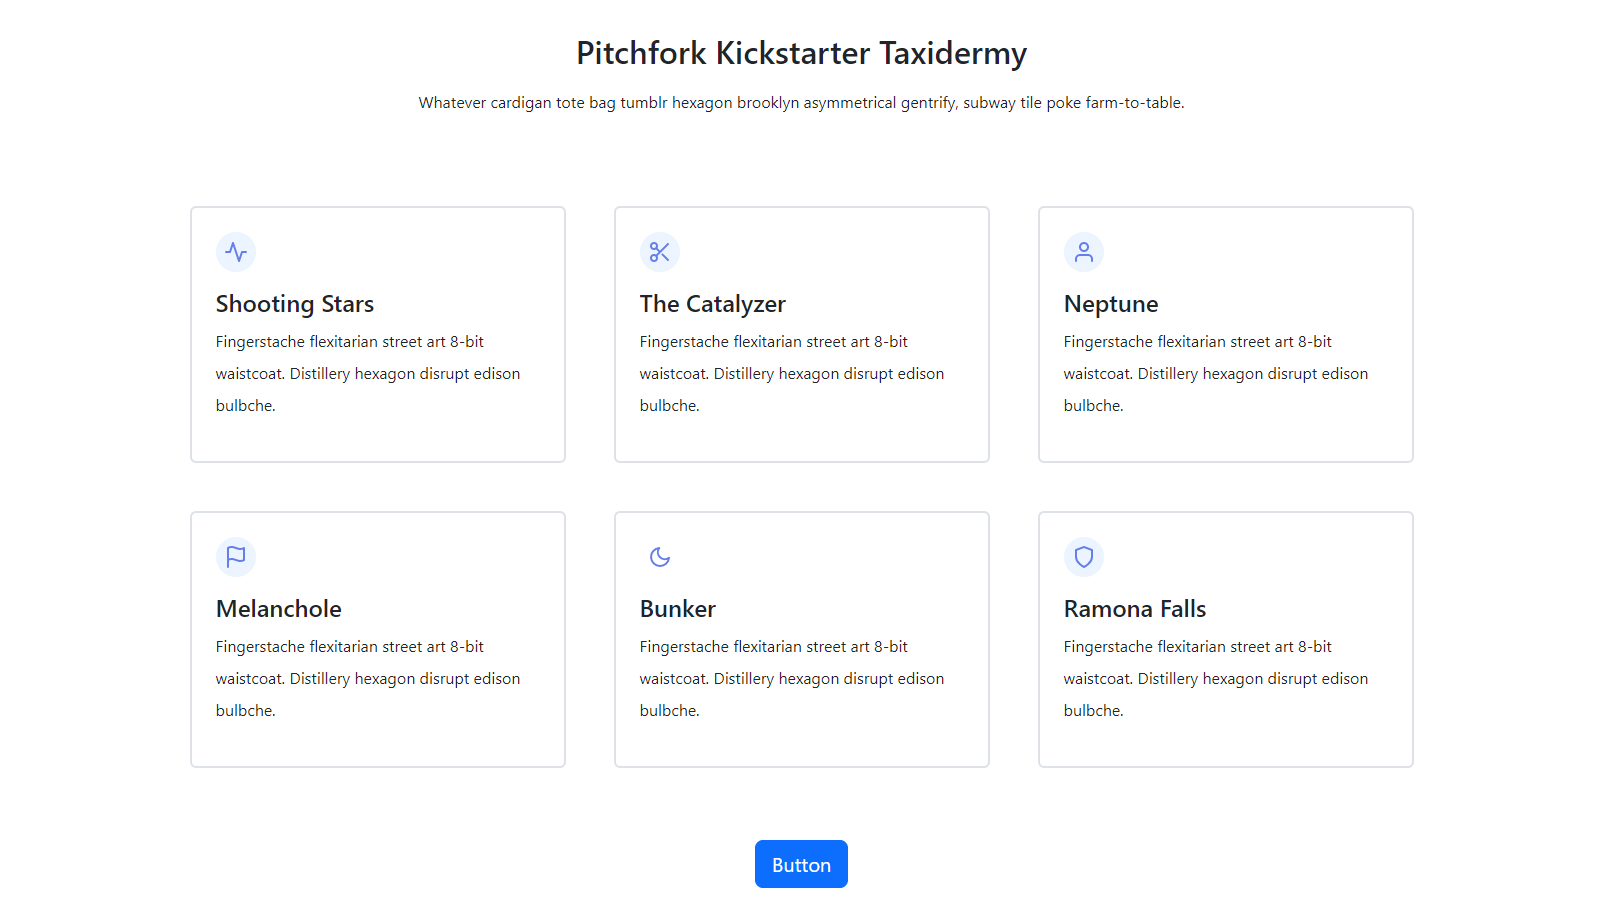 Pitchfork Kickstarter Taxidermy
Whatever cardigan tote bag tumblr hexagon brooklyn asymmetrical gentrify, subway tile poke farm-to-table.
Shooting Stars
Fingerstache flexitarian street art 8-bit
waistcoat. Distillery hexagon disrupt edison
bulbche.
The Catalyzer
Fingerstache flexitarian street art 8-bit
waistcoat. Distillery hexagon disrupt edison
bulbche.
Neptune
Fingerstache flexitarian street art 8-bit
waistcoat. Distillery hexagon disrupt edison
bulbche.
Melanchole
Fingerstache flexitarian street art 8-bit
waistcoat. Distillery hexagon disrupt edison
bulbche.
Bunker
Fingerstache flexitarian street art 8-bit
waistcoat. Distillery hexagon disrupt edison
bulbche.
Ramona Falls
Fingerstache flexitarian street art 8-bit
waistcoat. Distillery hexagon disrupt edison
bulbche.
Button